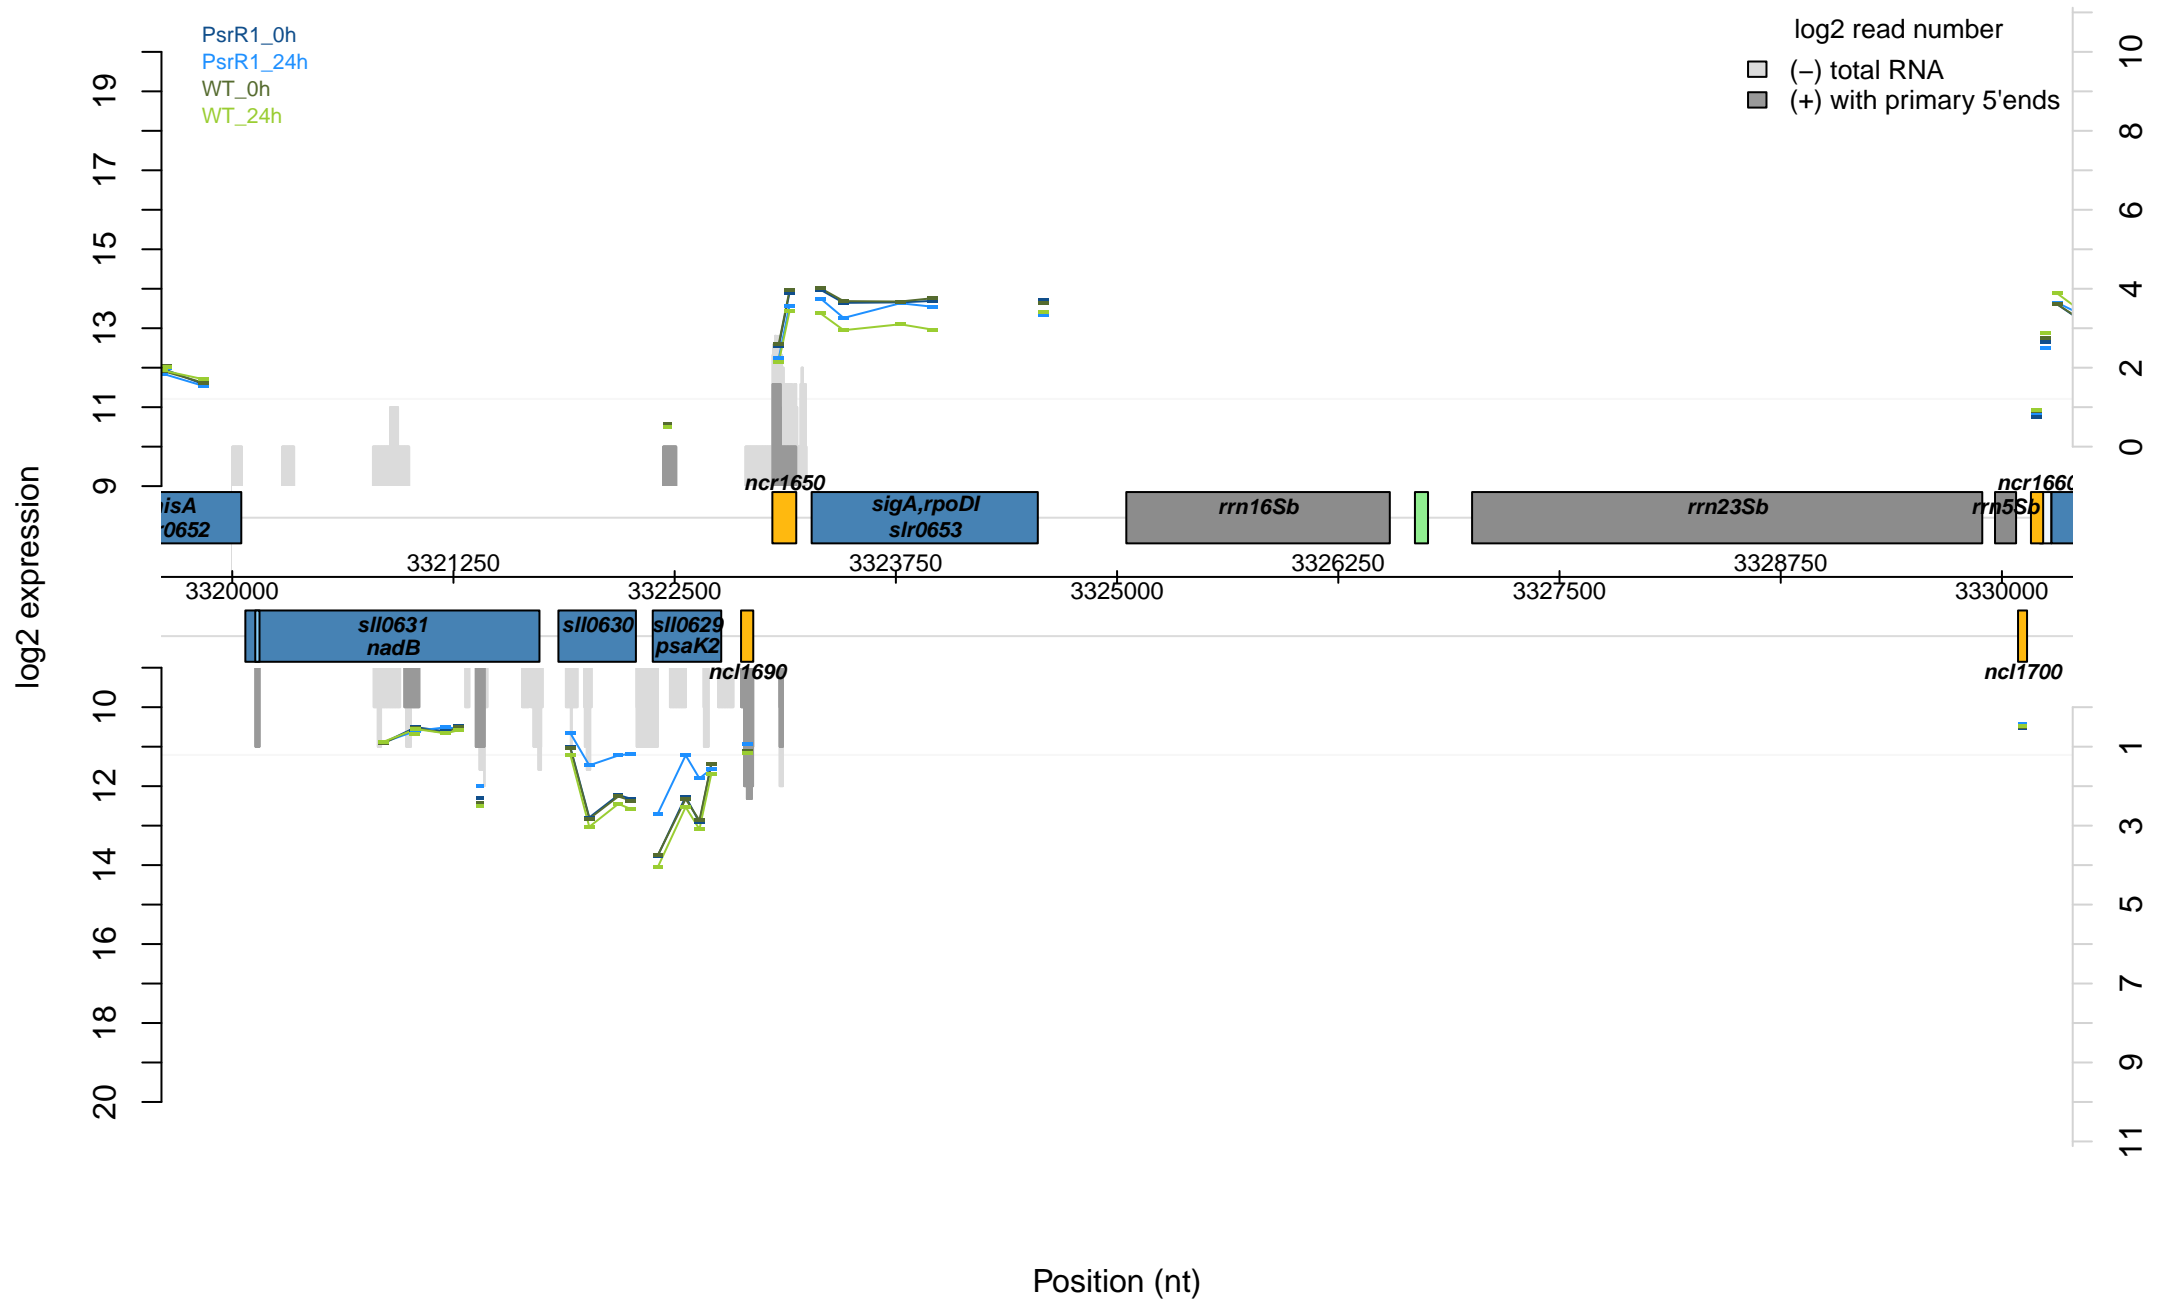 PsrR1_0h
PsrR1_24h
WT_0h
WT_24h
log2 read number
(−) total RNA
(+) with primary 5'ends
19
17
15
13
11
9
10
8
6
4
2
0
log2 expression
isA
0652
ncr1650
sigA,rpoDI
slr0653
rrn16Sb
rrn23Sb
rrn5Sb
ncr1660
3321250
3323750
3326250
3328750
3320000
3322500
3325000
3327500
3330000
sll0631
nadB
sll0630
sll0629
psaK2
ncl1690
ncl1700
10
12
14
16
18
20
1
3
5
7
9
11
Position (nt)